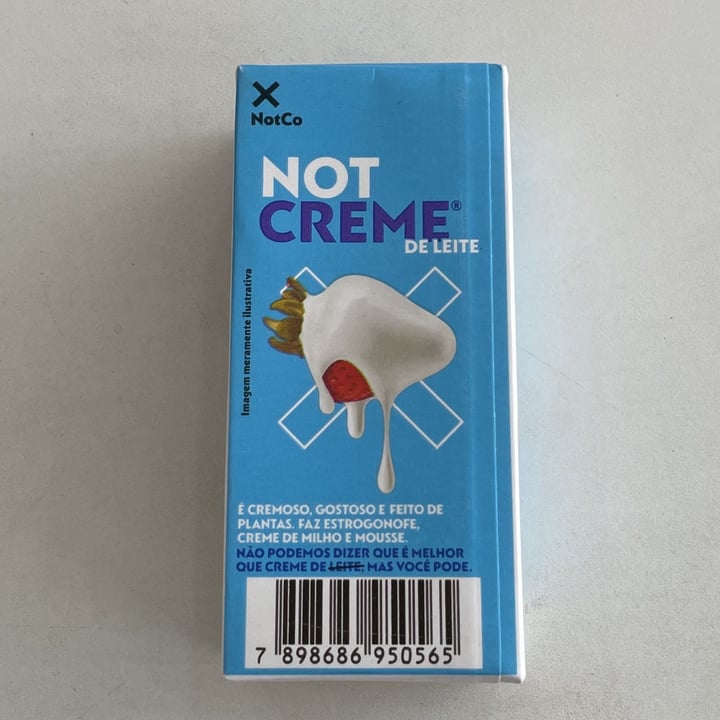 NotCo
NOT
CREME®
DE LEITE
Imagem meramente ilustrativa
É CREMOSO, GOSTOSO E FEITO DE
PLANTAS. FAZ ESTROGONOFE,
CREME DE MILHO E MOUSSE.
NÃO PODEMOS DIZER QUE É MELHOR
QUE CREME DE LEITE, MAS VOCÊ PODE.
7 898686 950565